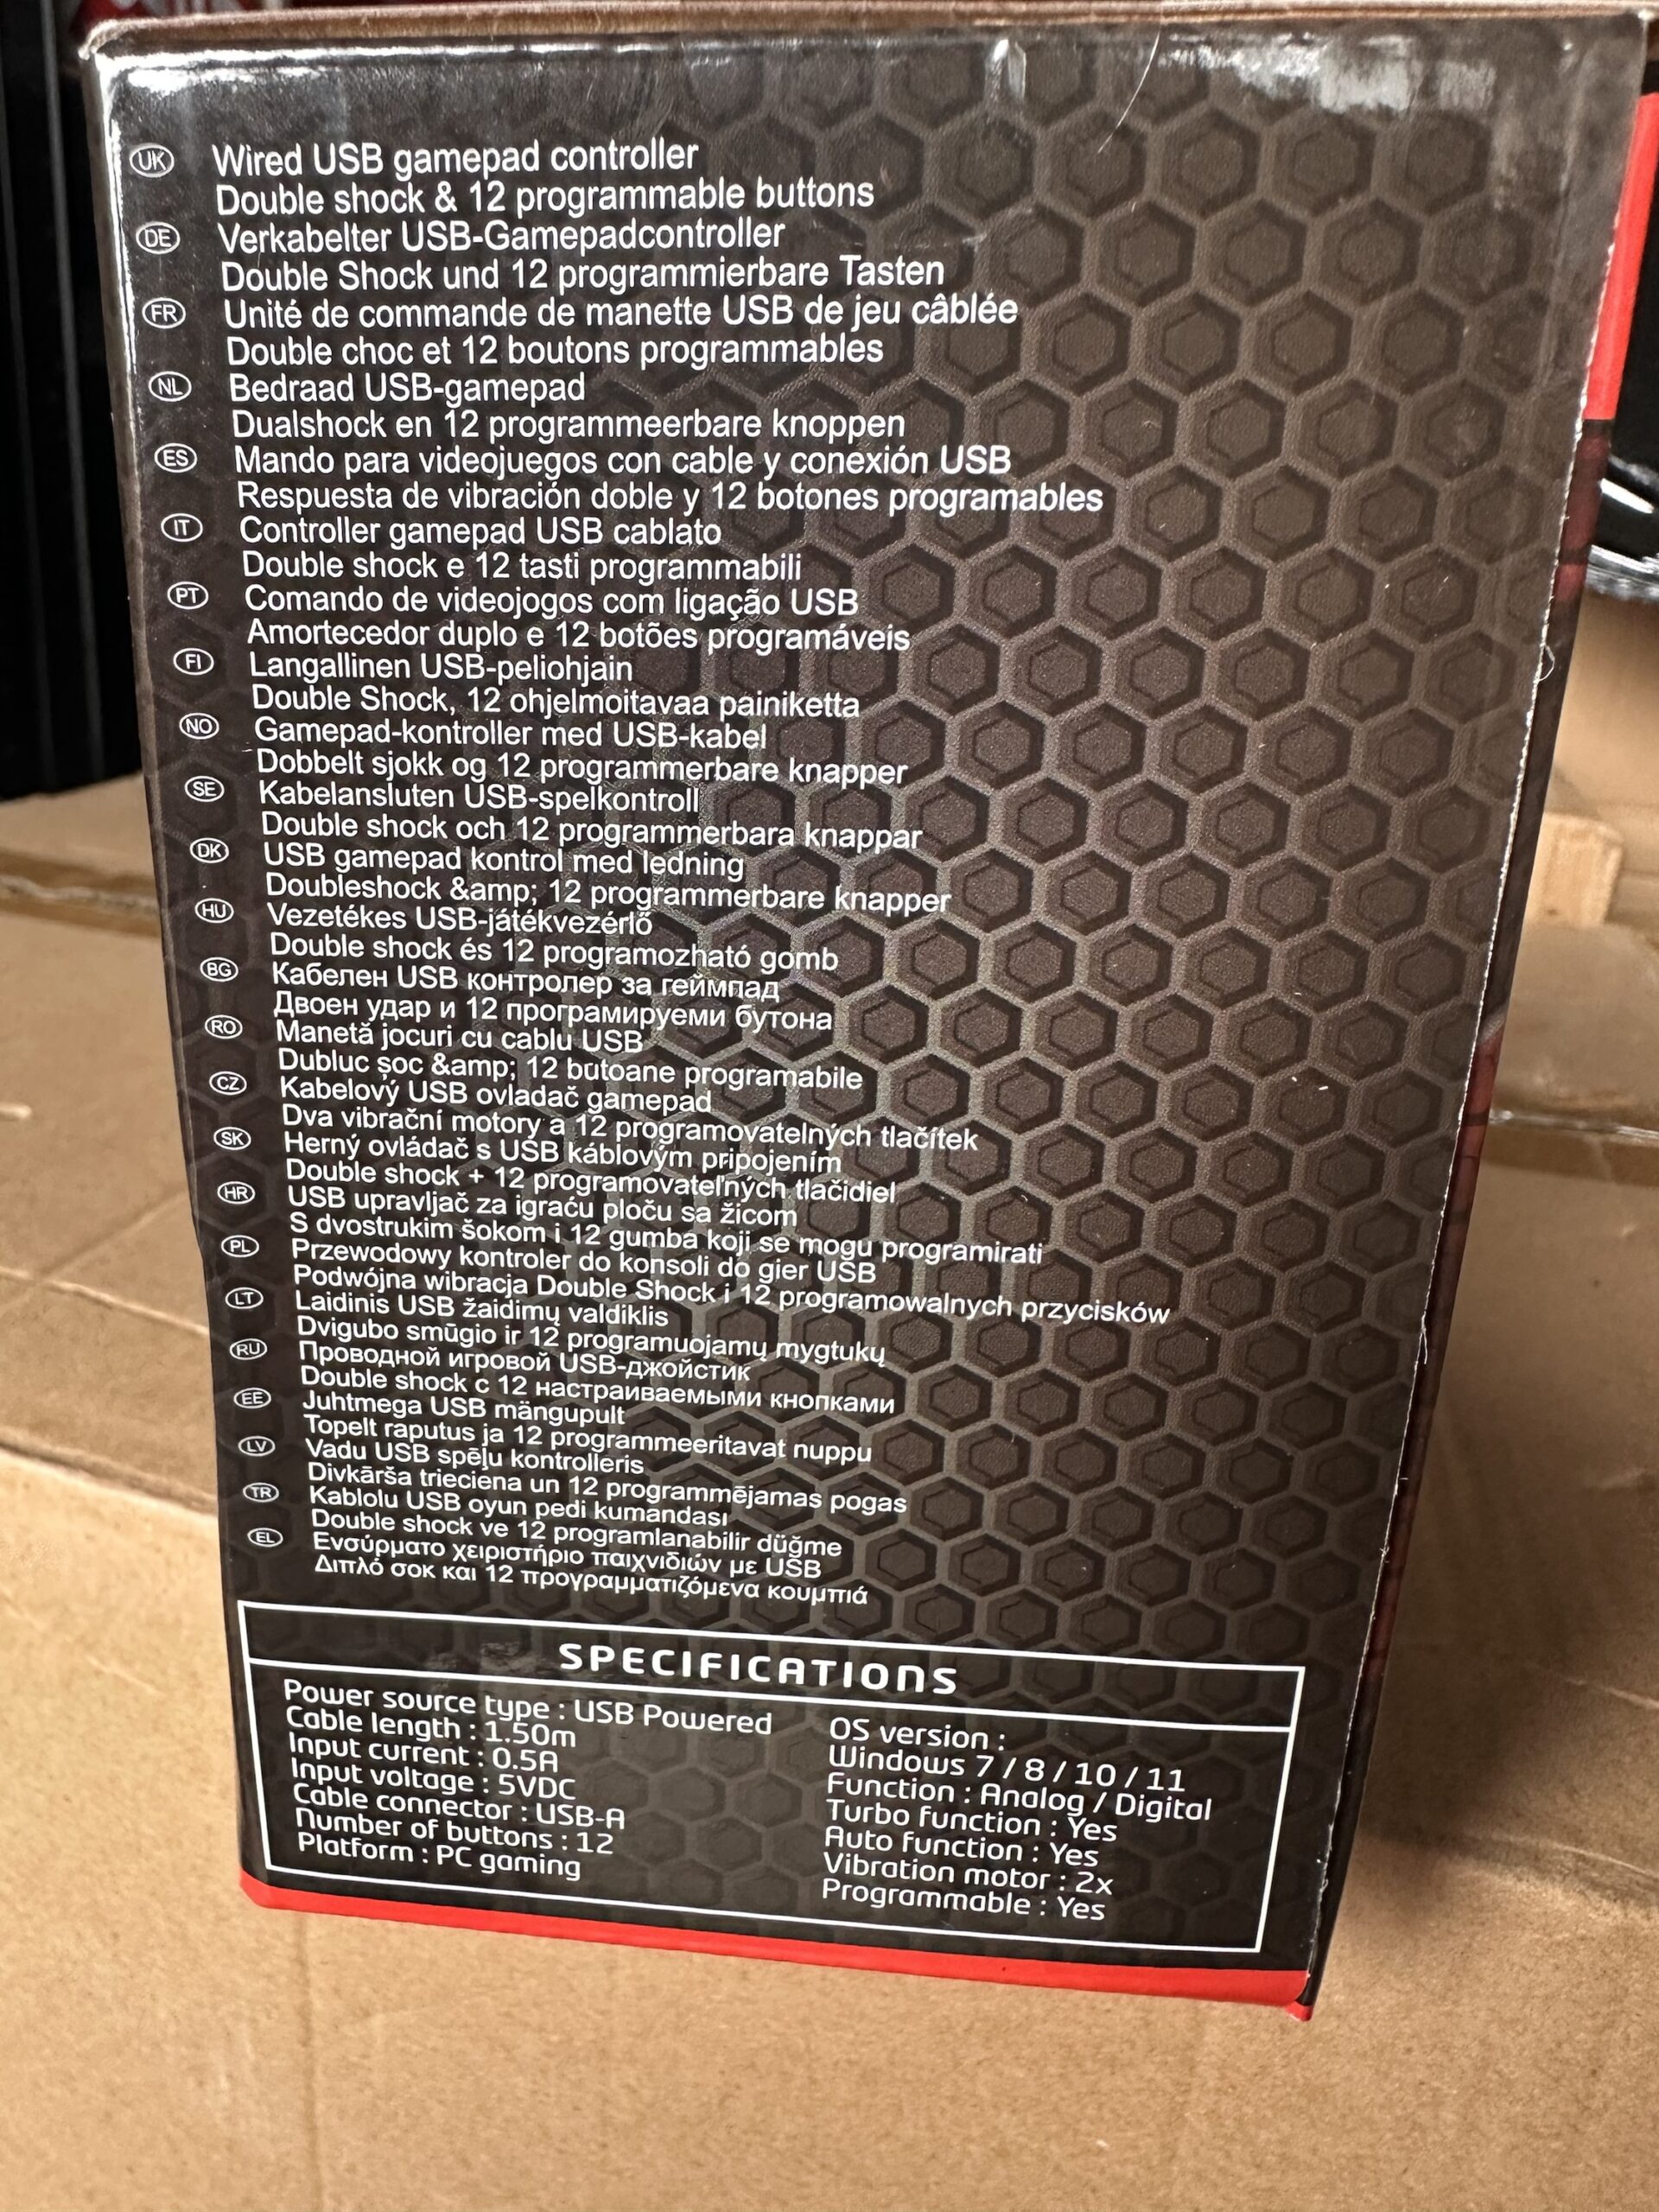 UK Wired USB gamepad controller
Double shock & 12 programmable buttons
DE Verkabelter USB-Gamepadcontroller
Double Shock und 12 programmierbare Tasten
FR Unité de commande de manette USB de jeu câblée
Double choc et 12 boutons programmables
NL Bedraad USB-gamepad
Dualshock en 12 programmeerbare knoppen
ES Mando para videojuegos con cable y conexión USB
Respuesta de vibración doble y 12 botones programables
IT Controller gamepad USB cablato
Double shock e 12 tasti programmabili
PT Comando de videojogos com ligação USB
Amortecedor duplo e 12 botões programáveis
FI Langallinen USB-peliohjain
Double Shock, 12 ohjelmoitavaa painiketta
NO Gamepad-kontroller med USB-kabel
Dobbelt sjokk og 12 programmerbare knapper
SE Kabelansluten USB-spelkontroll
Double shock och 12 programmerbara knappar
DK USB gamepad kontrol med ledning
Doubleshock &amp; 12 programmerbare knapper
HU Vezetékes USB-játékvezérlő
Double shock és 12 programozható gomb
BG Кабелен USB контролер за геймпад
Двоен удар и 12 програмируеми бутона
RO Manetă jocuri cu cablu USB
Dubluc șoc &amp; 12 butoane programabile
CZ Kabelový USB ovladač gamepad
Dva vibrační motory a 12 programovatelných tlačítek
SK Herný ovládač s USB káblovým pripojením
Double shock + 12 programovateľných tlačidiel
HR USB upravljač za igraću ploču sa žicom
S dvostrukim šokom i 12 gumba koji se mogu programirati
PL Przewodowy kontroler do konsoli do gier USB
Podwójna wibracja Double Shock i 12 programowalnych przycisków
LT Laidinis USB žaidimų valdiklis
Dvigubo smūgio ir 12 programuojamų mygtukų
RU Проводной игровой USB-джойстик
Double shock с 12 настраиваемыми кнопками
EE Juhtmega USB mängupult
Topelt raputus ja 12 programmeeritavat nuppu
LV Vadu USB spēļu kontrolleris
Divkārša trieciena un 12 programmējamas pogas
TR Kablolu USB oyun pedi kumandası
Double shock ve 12 programlanabilir düğme
EL Ενσύρματο χειριστήριο παιχνιδιών με USB
Διπλό σοκ και 12 προγραμματιζόμενα κουμπιά
SPECIFICATIONS
Power source type : USB Powered
Cable length : 1.50m
Input current : 0.5A
Input voltage : 5VDC
Cable connector : USB-A
Number of buttons : 12
Platform : PC gaming
OS version :
Windows 7 / 8 / 10 / 11
Function : Analog / Digital
Turbo function : Yes
Auto function : Yes
Vibration motor : 2x
Programmable : Yes